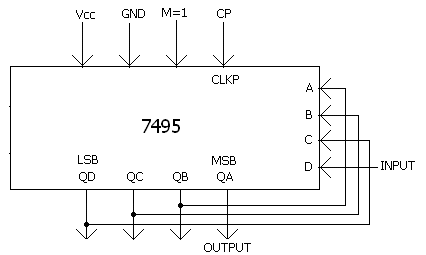 Vcc GND M=1 CP
CLKP
A
B
7495
C
LSB MSB
D INPUT
QD QC QB QA
OUTPUT